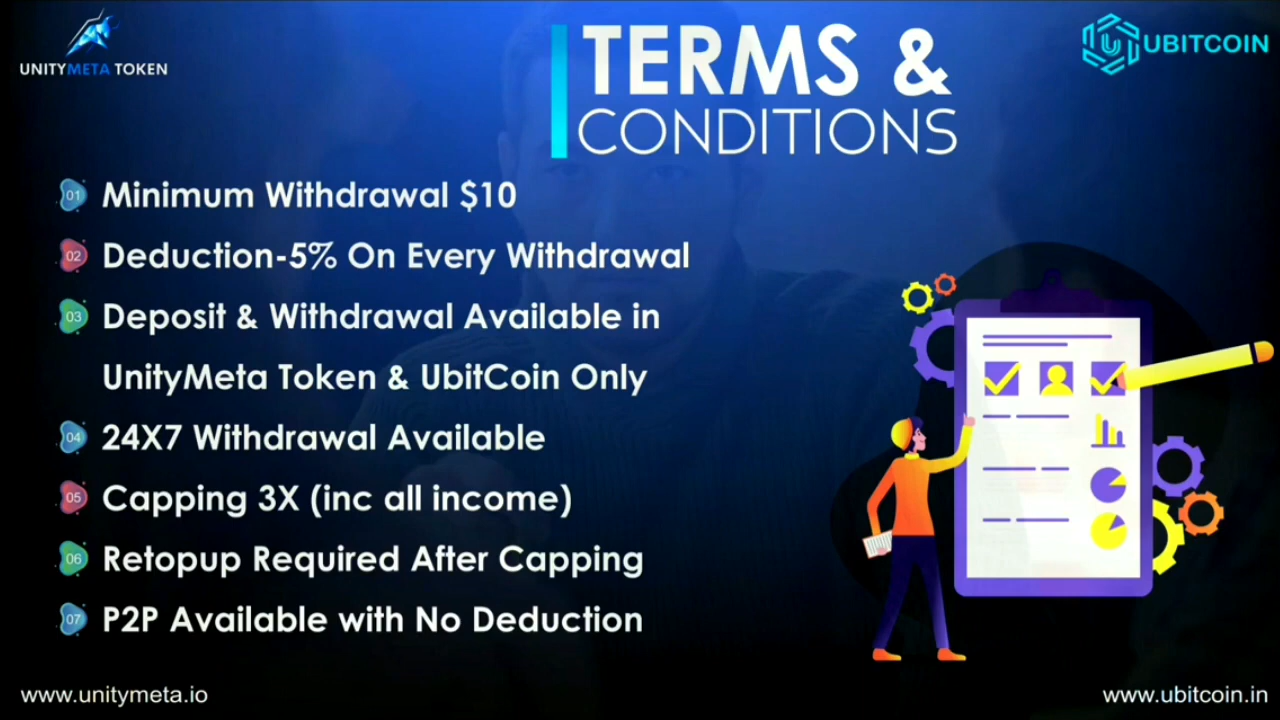 UNITYMETA TOKEN
TERMS &
CONDITIONS
UBITCOIN
01 Minimum Withdrawal $10
02 Deduction-5% On Every Withdrawal
03 Deposit & Withdrawal Available in
UnityMeta Token & UbitCoin Only
04 24X7 Withdrawal Available
05 Capping 3X (inc all income)
06 Retopup Required After Capping
07 P2P Available with No Deduction
www.unitymeta.io
www.ubitcoin.in